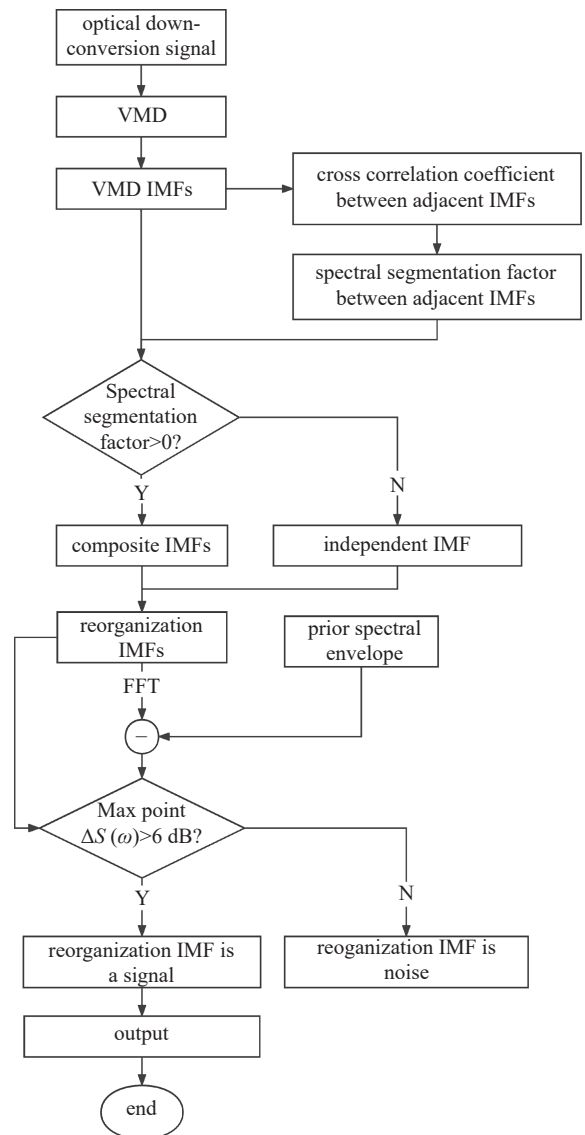 optical down-
conversion signal
VMD
VMD IMFs
cross correlation coefficient
between adjacent IMFs
spectral segmentation factor
between adjacent IMFs
Spectral
segmentation
factor>0?
Y
N
composite IMFs
independent IMF
reorganization
IMFs
prior spectral
envelope
FFT
−
Max point
ΔS (ω)>6 dB?
Y
N
reorganization IMF is
a signal
reoganization IMF is
noise
output
end